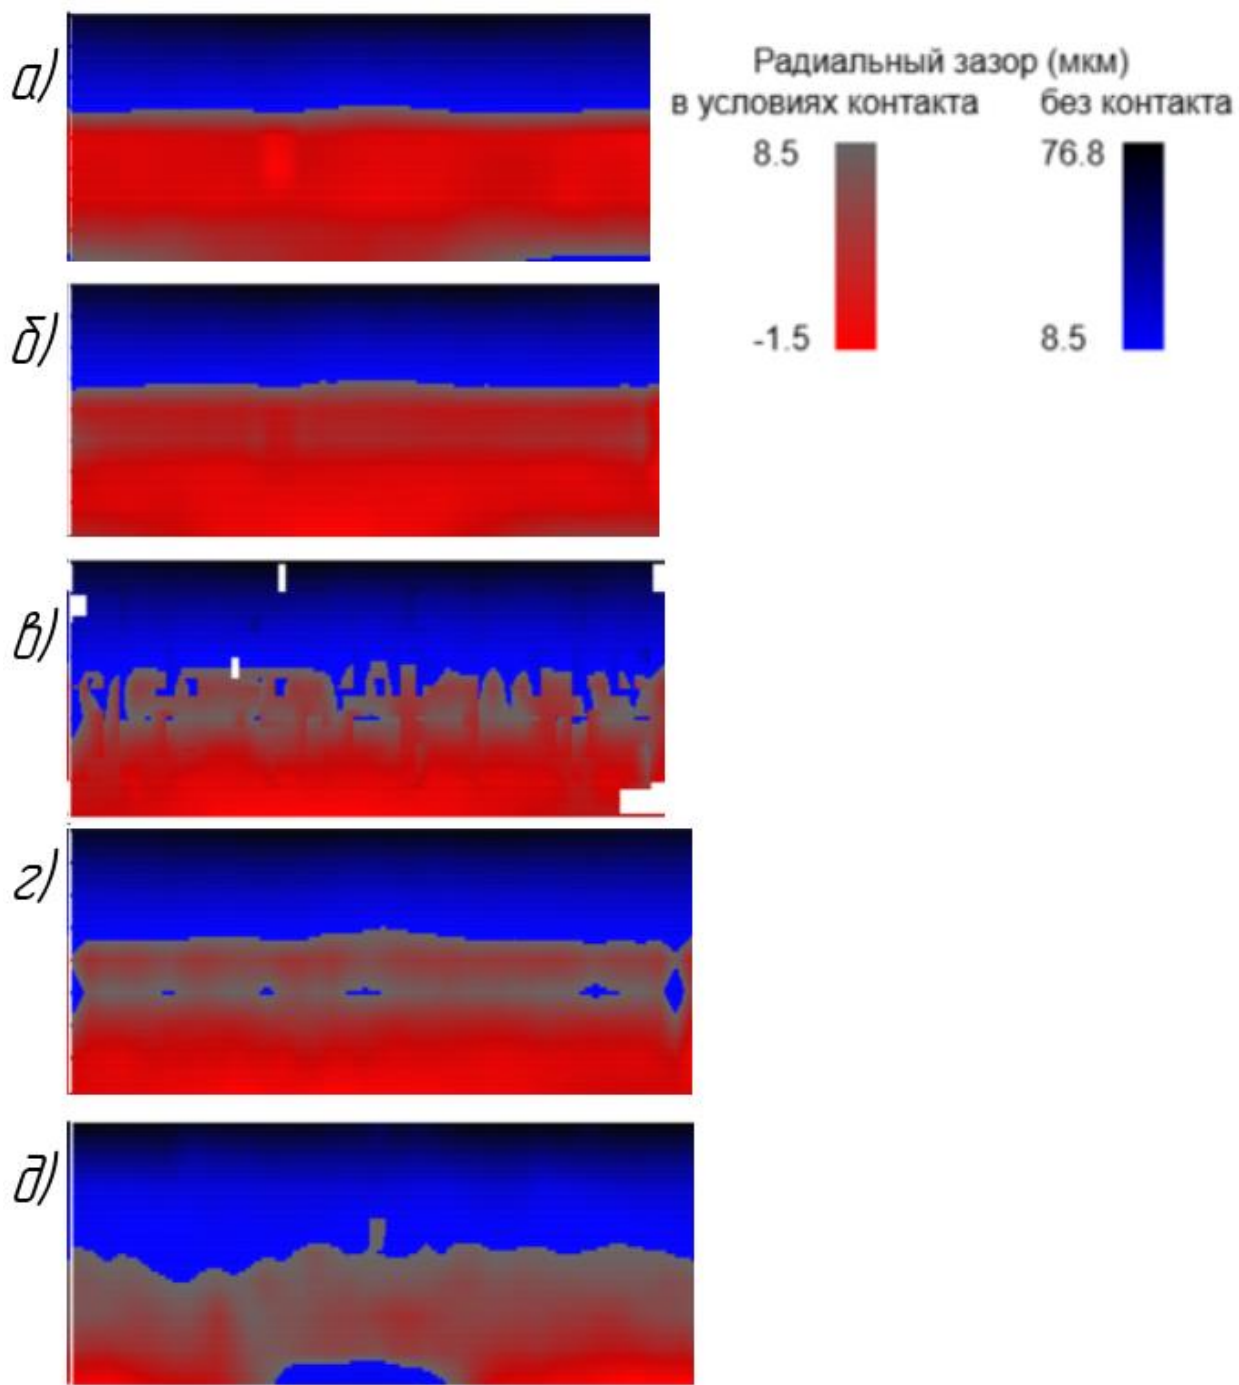 а)
Радиальный зазор (мкм)
в условиях контакта без контакта
8.5 76.8
-1.5 8.5
б)
в)
г)
д)